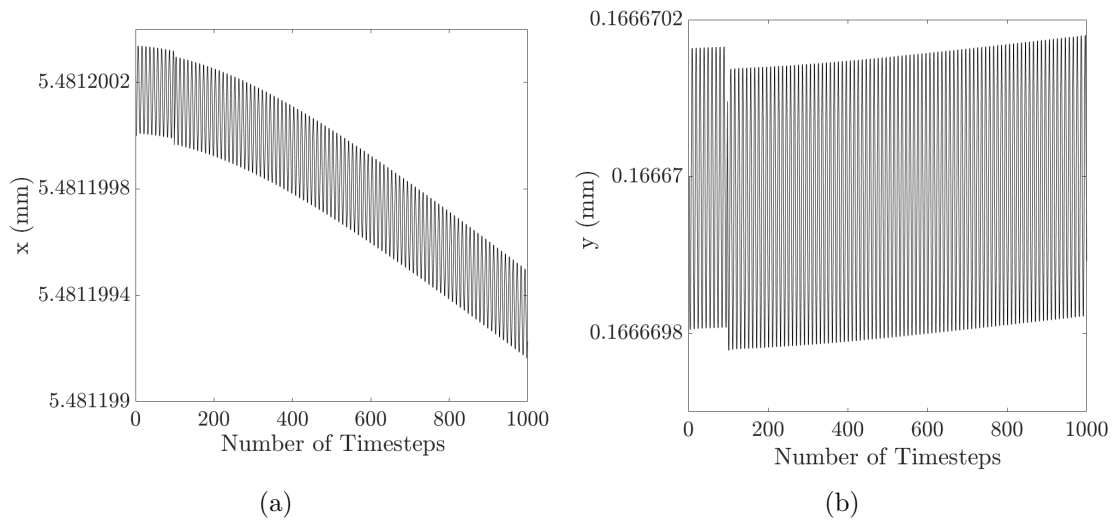 5.4812002
5.4811998
5.4811994
5.481199
x (mm)
0 200 400 600 800 1000
Number of Timesteps
(a)
0.1666702
0.16667
0.1666698
y (mm)
0 200 400 600 800 1000
Number of Timesteps
(b)